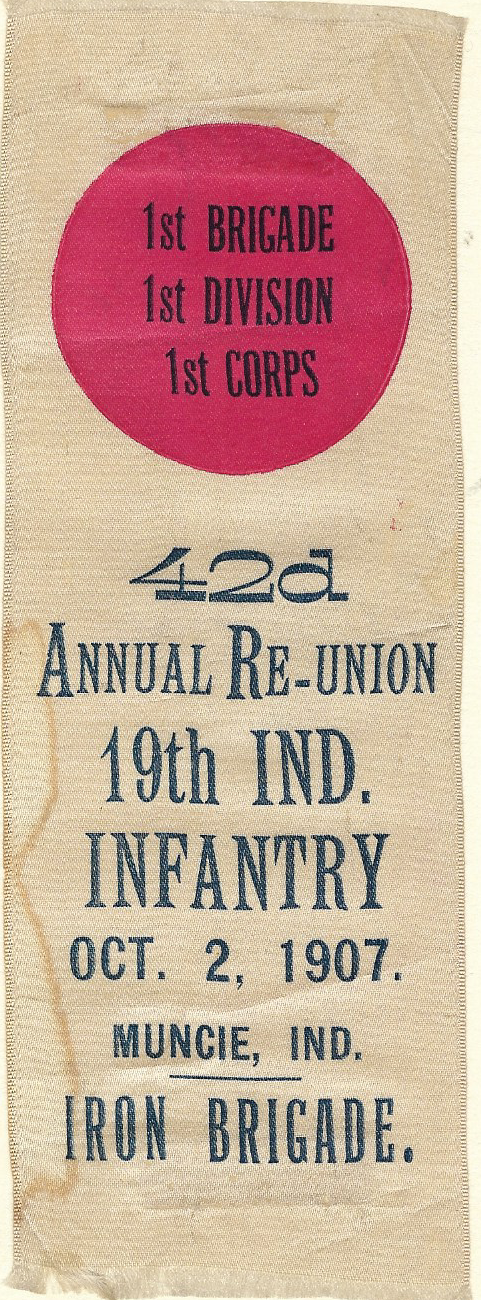 1st BRIGADE
1st DIVISION
1st CORPS
42d
ANNUAL RE-UNION
19th IND.
INFANTRY
OCT. 2, 1907.
MUNCIE, IND.
IRON BRIGADE.